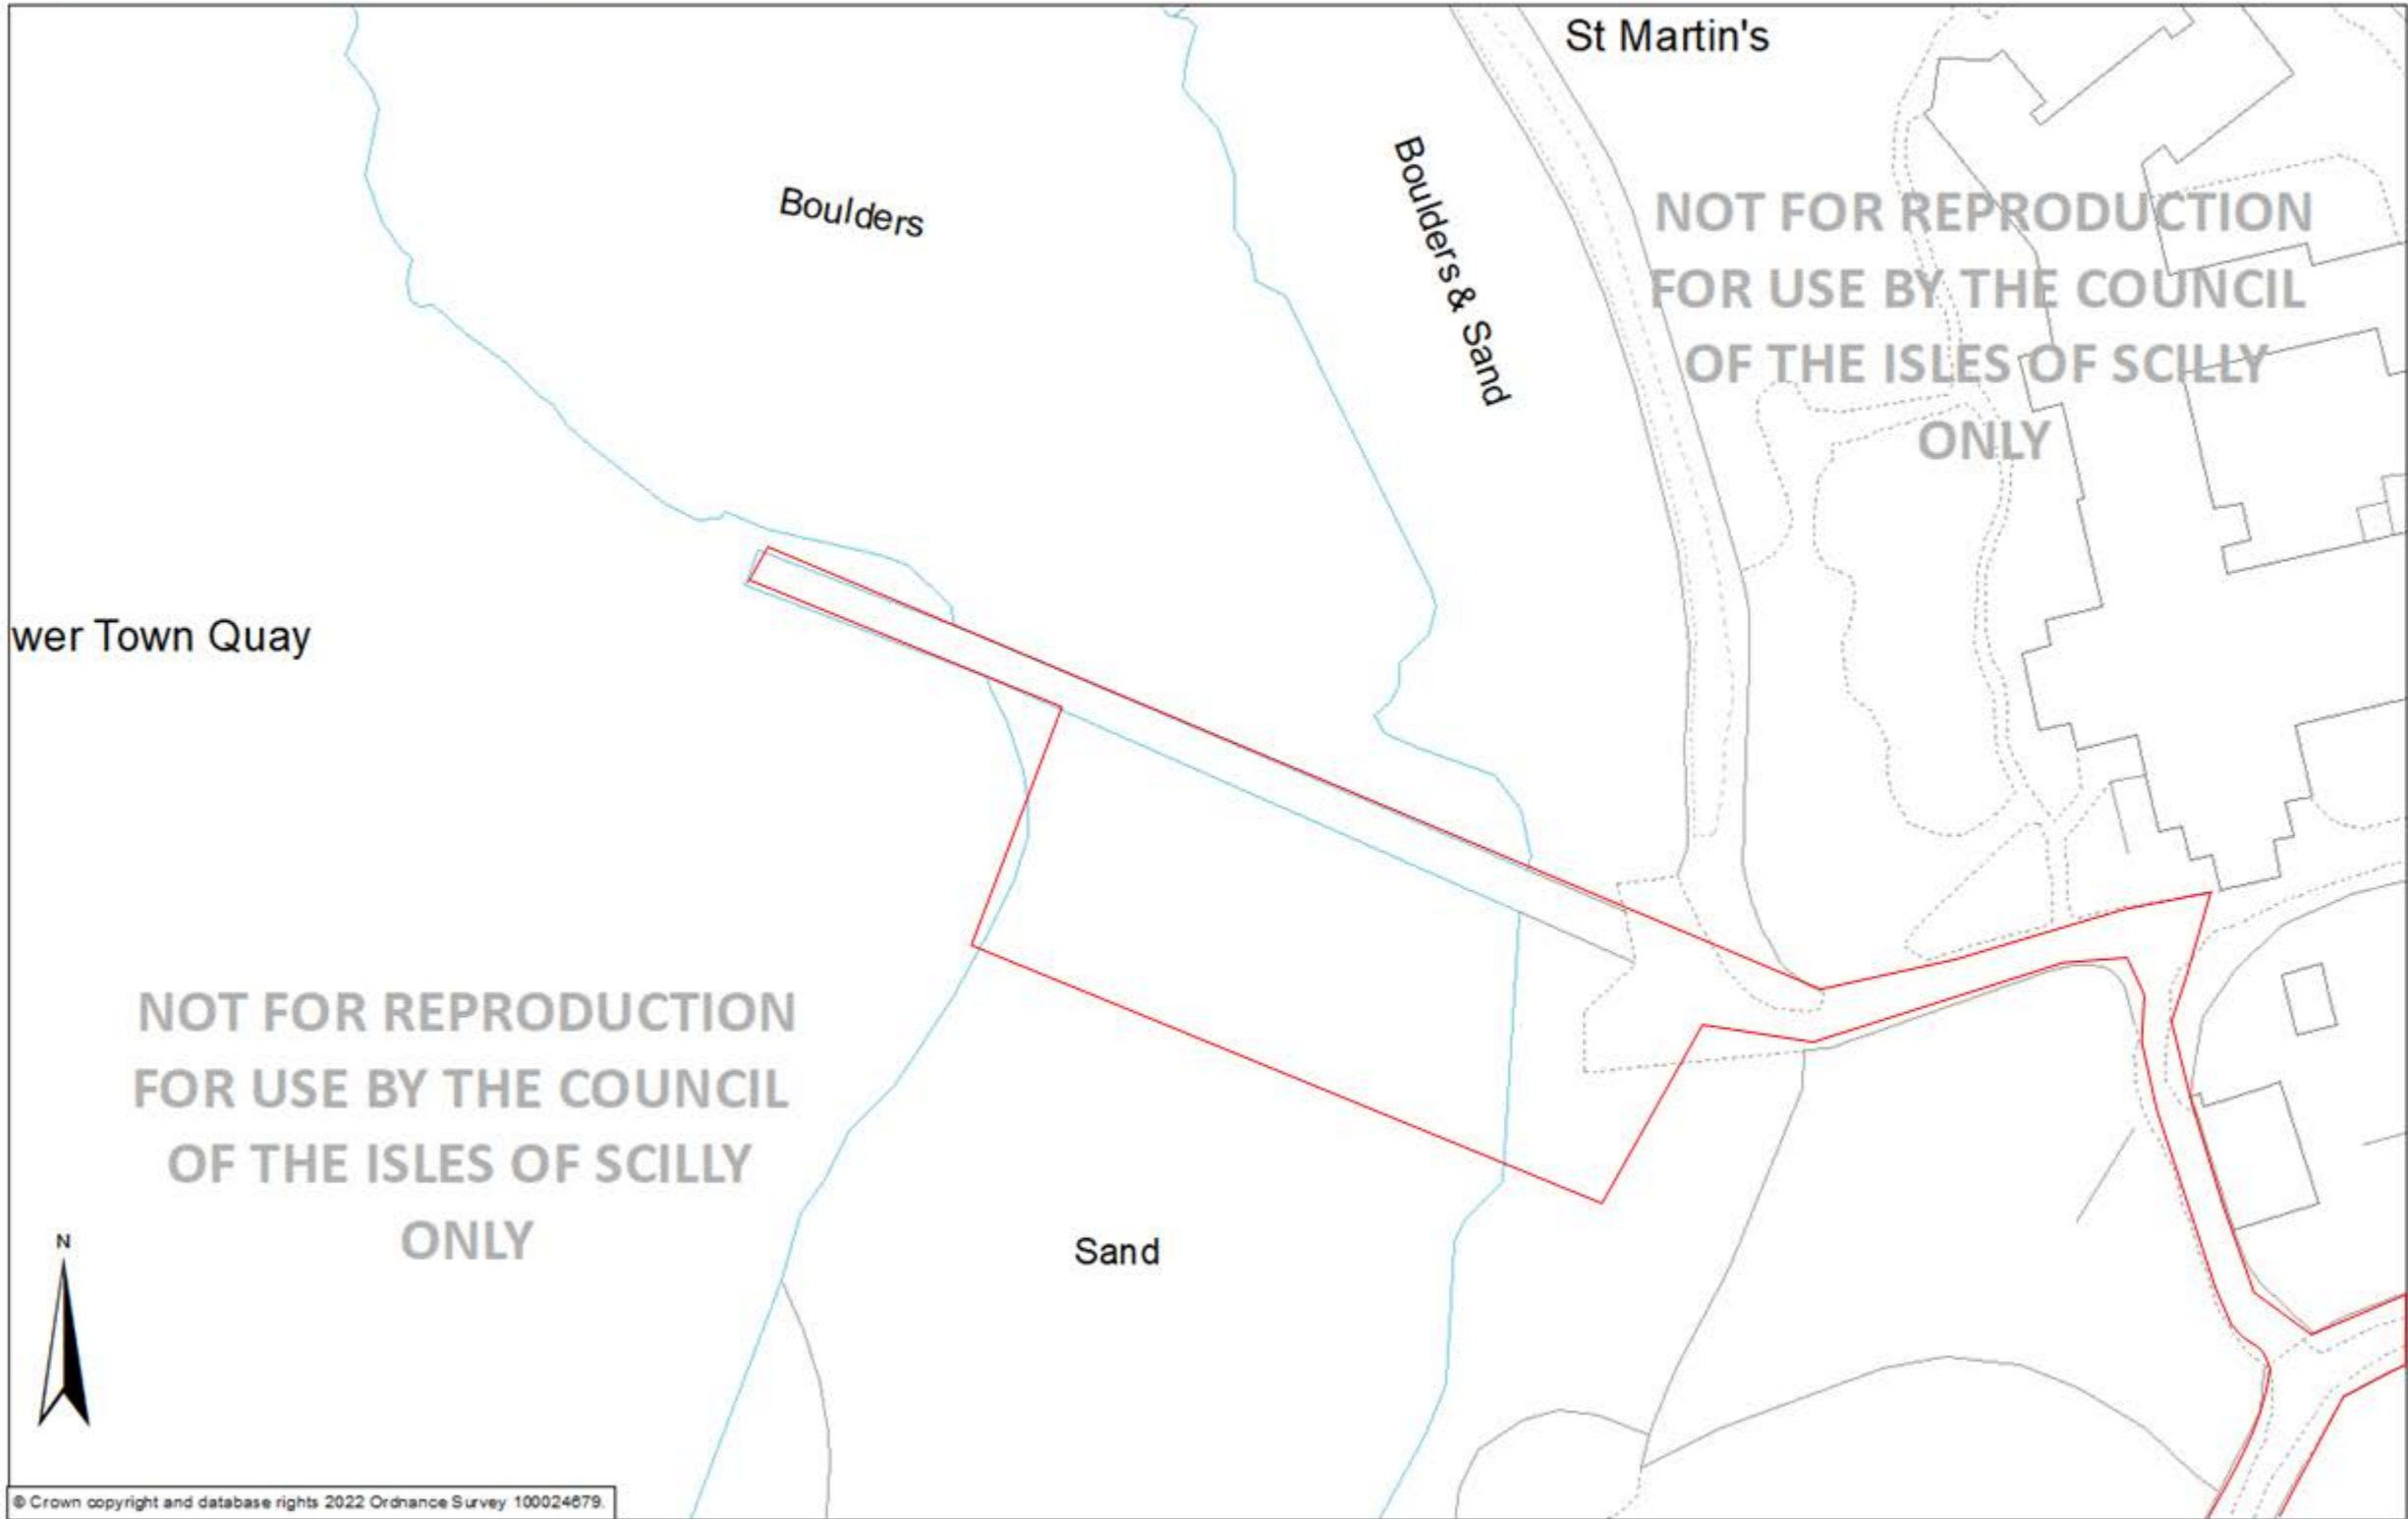 St Martin's
Boulders
Boulders & Sand
NOT FOR REPRODUCTION
FOR USE BY THE COUNCIL
OF THE ISLES OF SCILLY
ONLY
wer Town Quay
NOT FOR REPRODUCTION
FOR USE BY THE COUNCIL
OF THE ISLES OF SCILLY
ONLY
Sand
N
© Crown copyright and database rights 2022 Ordnance Survey 100024679.